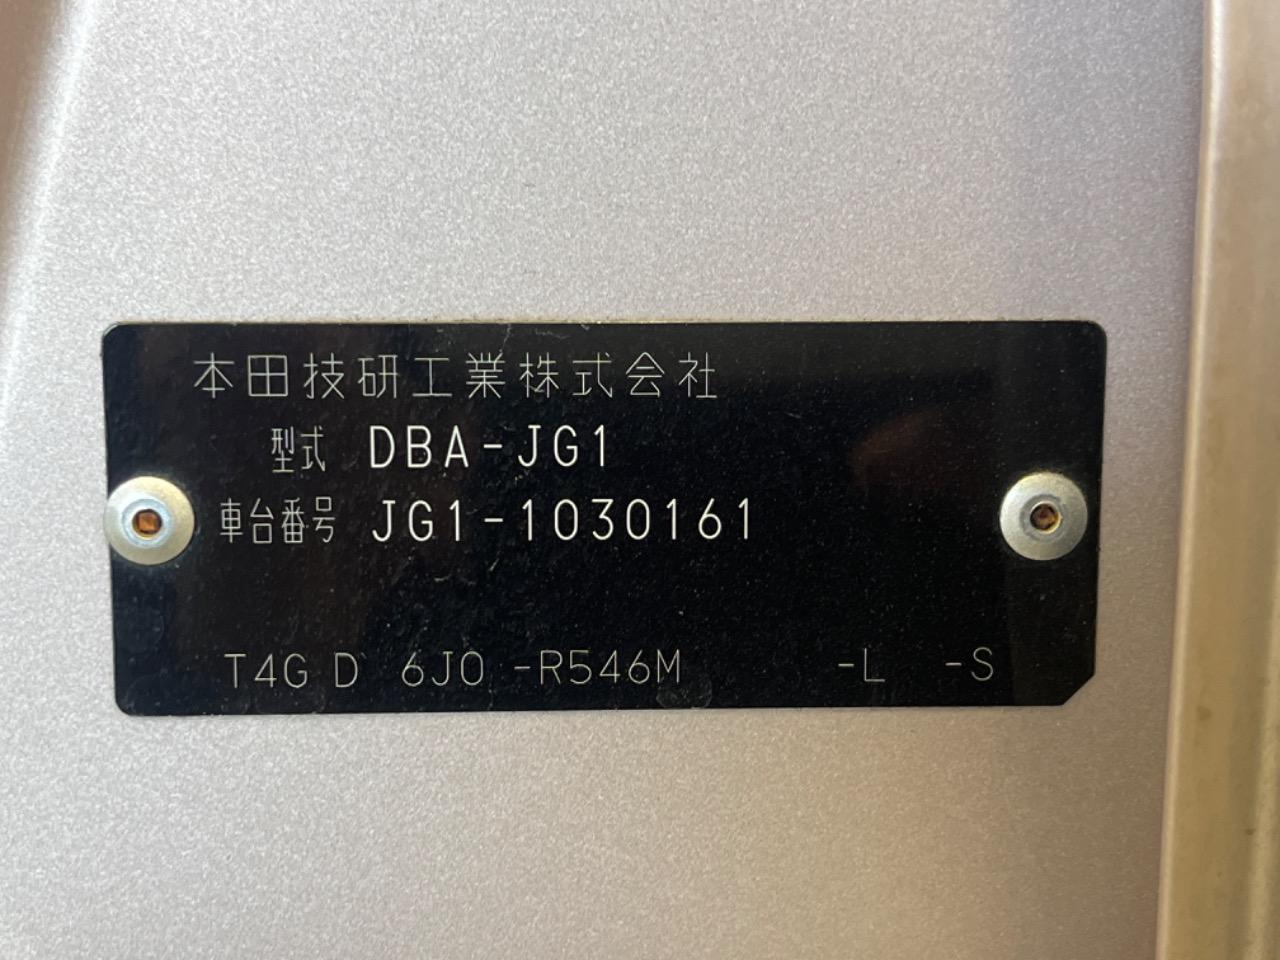 本田技研工業株式会社
型式 DBA-JG1
車台番号 JG1-1030161
T4G D 6J0 -R546M -L -S